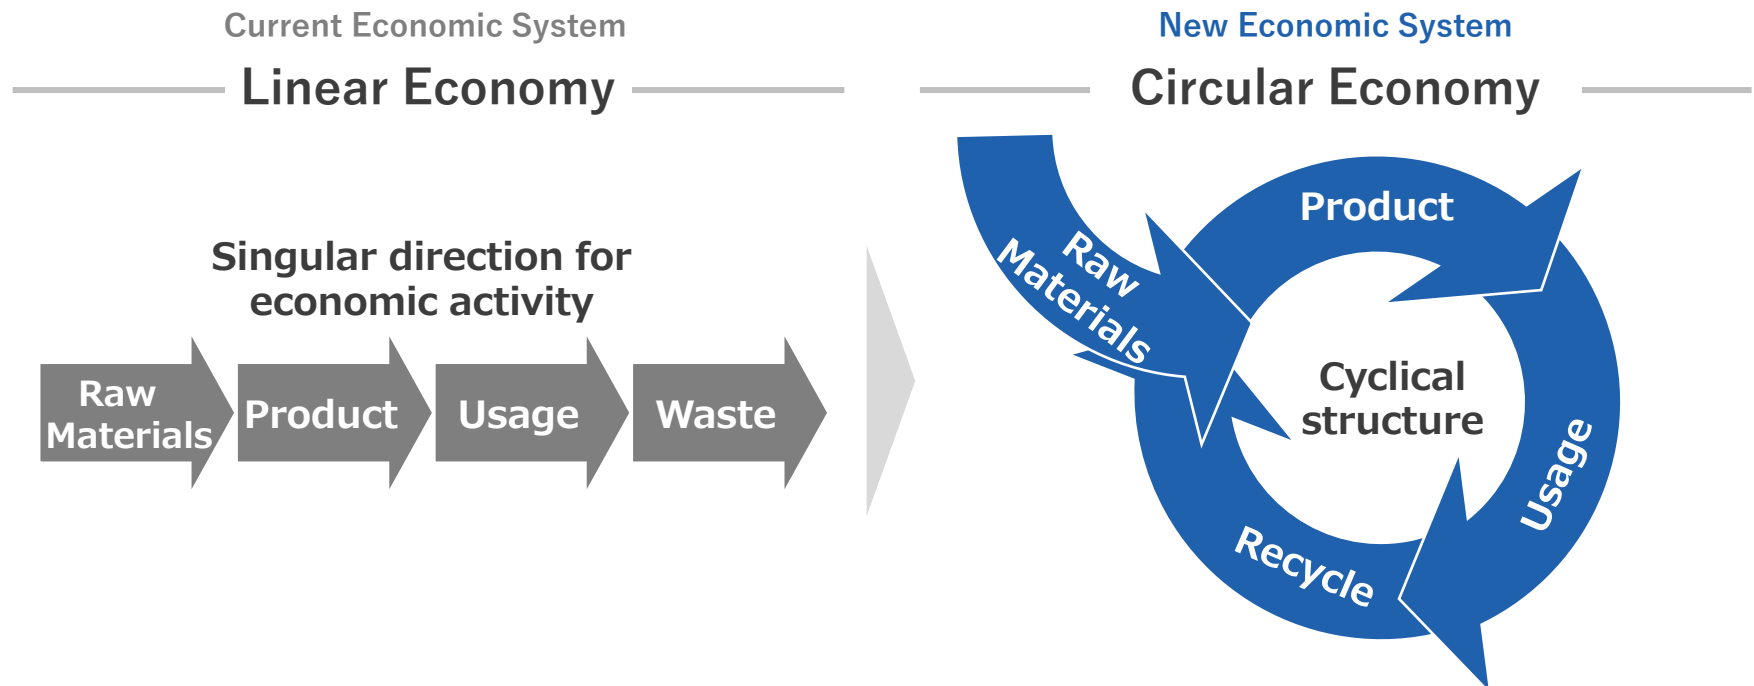 Current Economic System
Linear Economy
Singular direction for
economic activity
Raw
Materials
Product
Usage
Waste
New Economic System
Circular Economy
Raw
Materials
Product
Usage
Recycle
Cyclical
structure